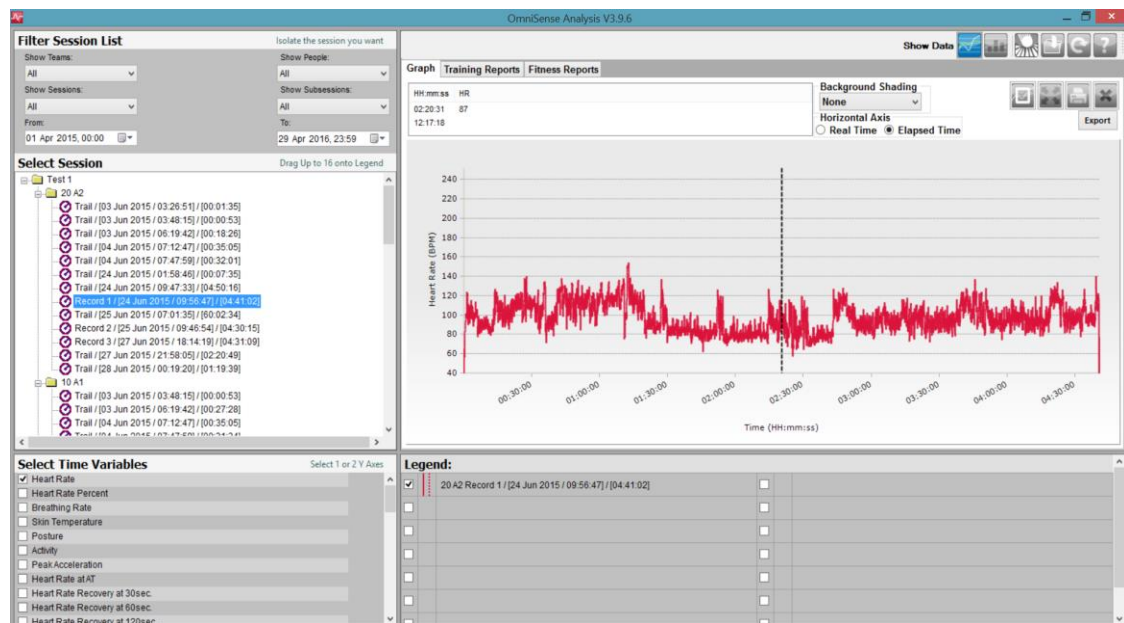 OmniSense Analysis V3.9.6
Filter Session List
Isolate the session you want
Show Teams:
Show People:
All
All
Show Sessions:
Show Subsessions:
All
All
From:
To:
01 Apr 2015, 00:00
29 Apr 2016, 23:59
Select Session
Drag Up to 16 onto Legend
Test 1
20 A2
Trail / [03 Jun 2015 / 03:26:51] / [00:01:35]
Trail / [03 Jun 2015 / 03:48:15] / [00:00:53]
Trail / [03 Jun 2015 / 06:19:42] / [00:18:26]
Trail / [04 Jun 2015 / 07:12:47] / [00:35:05]
Trail / [04 Jun 2015 / 07:47:59] / [00:32:01]
Trail / [24 Jun 2015 / 01:58:46] / [00:07:35]
Trail / [24 Jun 2015 / 09:47:33] / [04:50:16]
Record 1 / [24 Jun 2015 / 09:56:47] / [04:41:02]
Trail / [25 Jun 2015 / 07:01:35] / [60:02:34]
Record 2 / [25 Jun 2015 / 09:46:54] / [04:30:15]
Record 3 / [27 Jun 2015 / 18:14:19] / [04:31:09]
Trail / [27 Jun 2015 / 21:58:05] / [02:20:49]
Trail / [28 Jun 2015 / 00:19:20] / [01:19:39]
10 A1
Trail / [03 Jun 2015 / 03:48:15] / [00:00:53]
Trail / [03 Jun 2015 / 06:19:42] / [00:27:28]
Trail / [04 Jun 2015 / 07:12:47] / [00:35:05]
Select Time Variables
Select 1 or 2 Y Axes
Heart Rate
Heart Rate Percent
Breathing Rate
Skin Temperature
Posture
Activity
Peak Acceleration
Heart Rate at AT
Heart Rate Recovery at 30sec.
Heart Rate Recovery at 60sec.
Heart Rate Recovery at 120sec.
Show Data
?
Graph
Training Reports
Fitness Reports
HH:mm:ss HR
02:20:31 87
12:17:18
Background Shading
None
Horizontal Axis
Real Time
Elapsed Time
Export
Heart Rate (BPM)
240
220
200
180
160
140
120
100
80
60
40
00:30:00
01:00:00
01:30:00
02:00:00
02:30:00
03:00:00
03:30:00
04:00:00
04:30:00
Time (HH:mm:ss)
Legend:
20 A2 Record 1 / [24 Jun 2015 / 09:56:47] / [04:41:02]